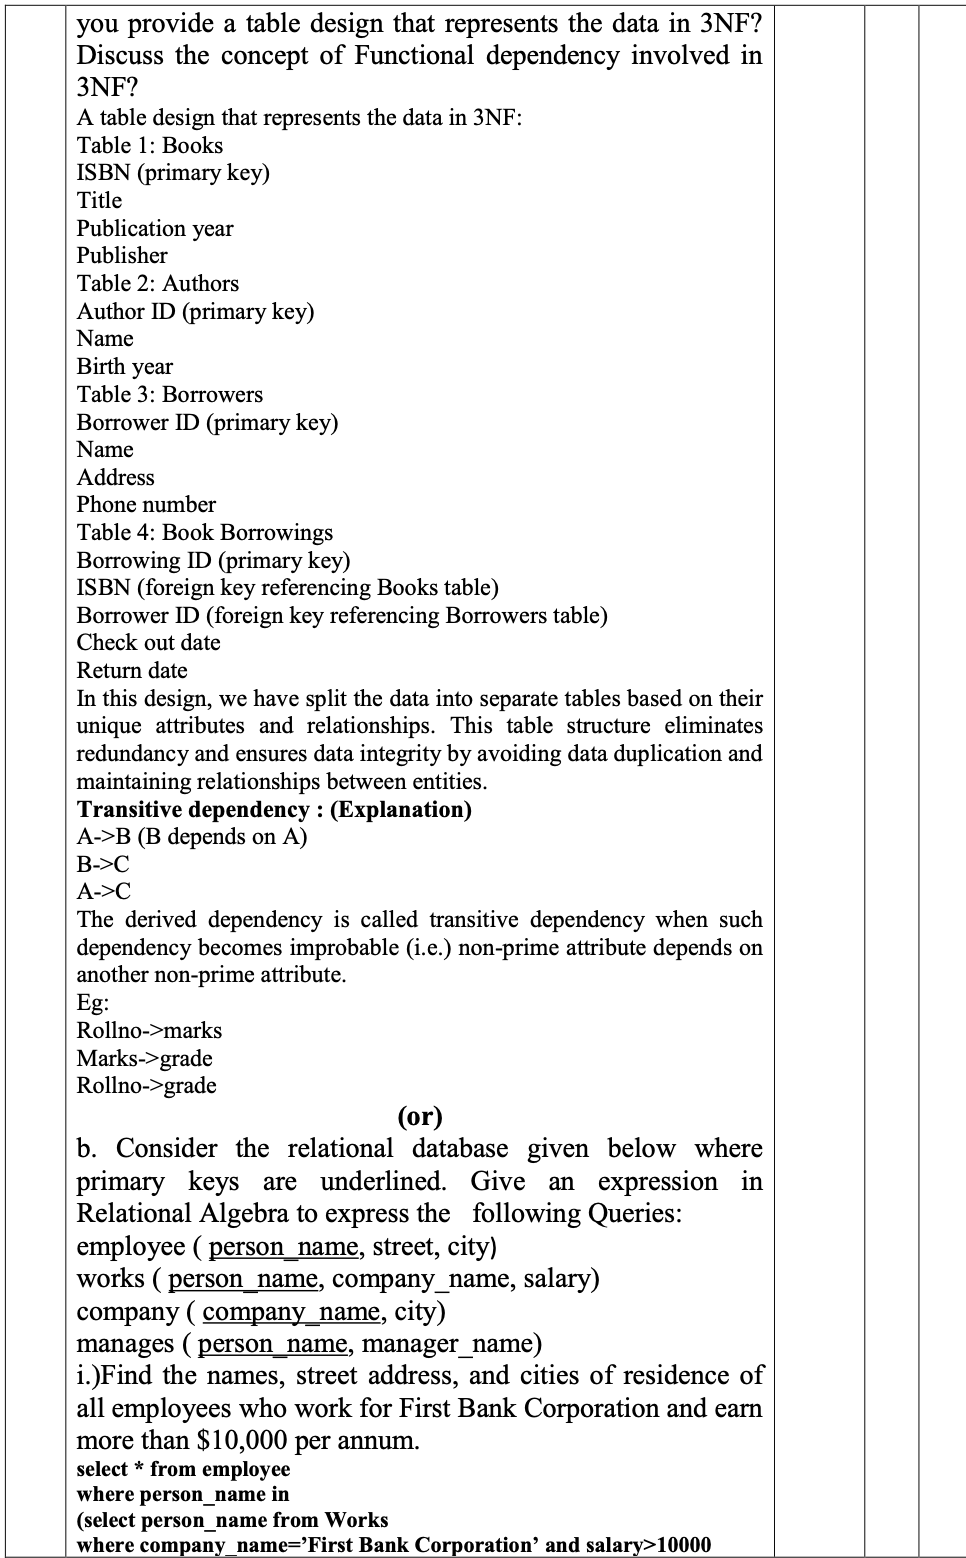 you provide a table design that represents the data in 3NF?
Discuss the concept of Functional dependency involved in
3NF?
A table design that represents the data in 3NF:
Table 1: Books
ISBN (primary key)
Title
Publication year
Publisher
Table 2: Authors
Author ID (primary key)
Name
Birth year
Table 3: Borrowers
Borrower ID (primary key)
Name
Address
Phone number
Table 4: Book Borrowings
Borrowing ID (primary key)
ISBN (foreign key referencing Books table)
Borrower ID (foreign key referencing Borrowers table)
Check out date
Return date
In this design, we have split the data into separate tables based on their
unique attributes and relationships. This table structure eliminates
redundancy and ensures data integrity by avoiding data duplication and
maintaining relationships between entities.
Transitive dependency : (Explanation)
A->B (B depends on A)
B->C
A->C
The derived dependency is called transitive dependency when such
dependency becomes improbable (i.e.) non-prime attribute depends on
another non-prime attribute.
Eg:
Rollno->marks
Marks->grade
Rollno->grade
(or)
b. Consider the relational database given below where
primary keys are underlined. Give an expression in
Relational Algebra to express the following Queries:
employee ( person_name, street, city)
works ( person_name, company_name, salary)
company ( company_name, city)
manages ( person_name, manager_name)
i.)Find the names, street address, and cities of residence of
all employees who work for First Bank Corporation and earn
more than $10,000 per annum.
select * from employee
where person_name in
(select person_name from Works
where company_name=’First Bank Corporation’ and salary>10000